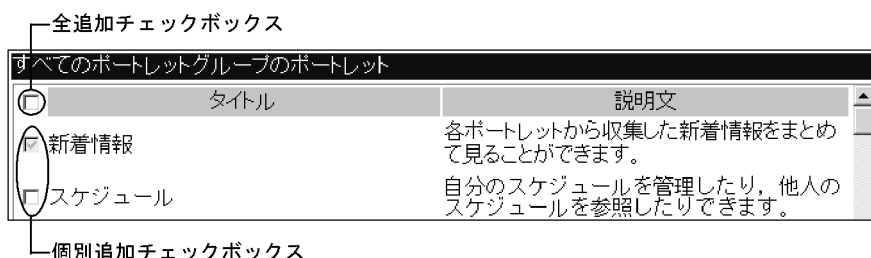 全追加チェックボックス
すべてのポートレットグループのポートレット
タイトル 説明文
新着情報 各ポートレットから収集した新着情報をまとめ
て見ることができます。
スケジュール 自分のスケジュールを管理したり，他人の
スケジュールを参照したりできます。
個別追加チェックボックス